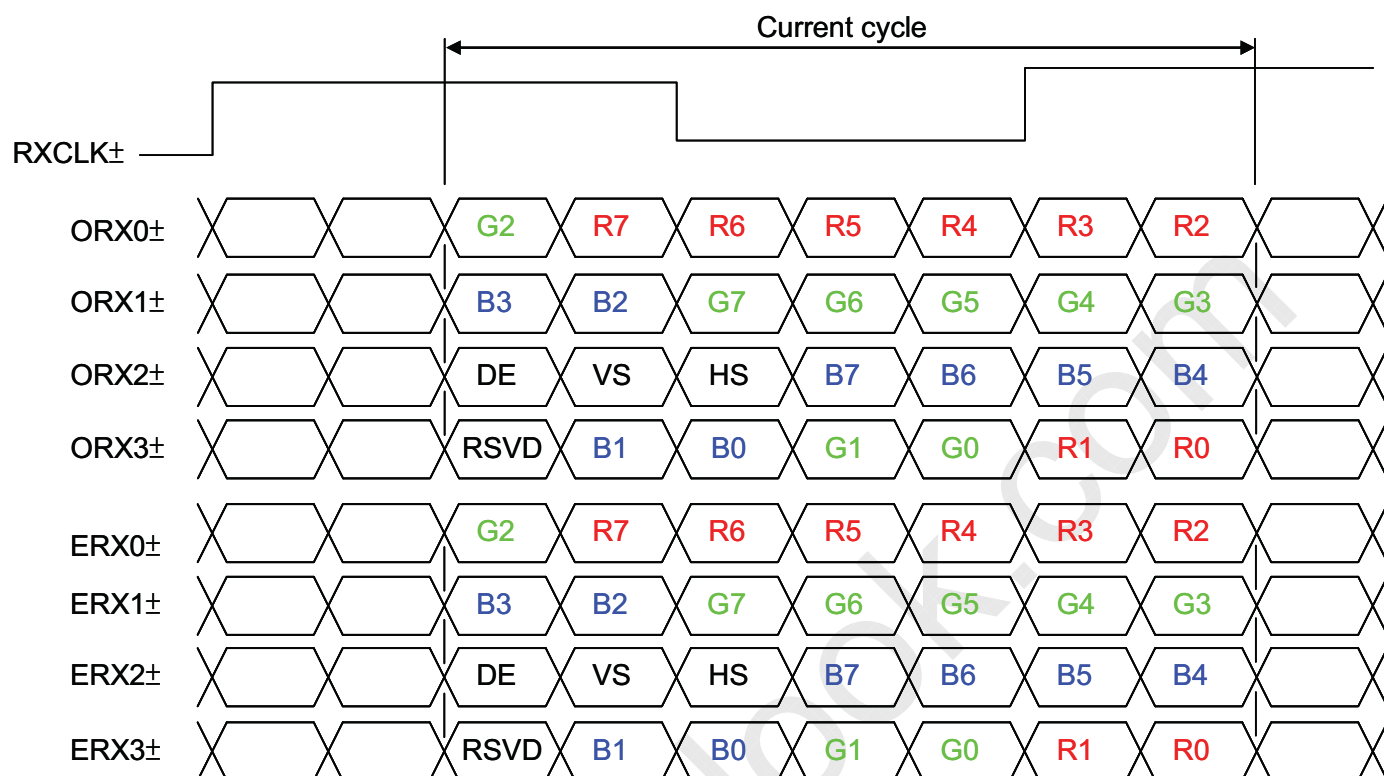 Current cycle
RXCLK±
ORX0± G2 R7 R6 R5 R4 R3 R2
ORX1± B3 B2 G7 G6 G5 G4 G3
ORX2± DE VS HS B7 B6 B5 B4
ORX3± RSVD B1 B0 G1 G0 R1 R0
ERX0± G2 R7 R6 R5 R4 R3 R2
ERX1± B3 B2 G7 G6 G5 G4 G3
ERX2± DE VS HS B7 B6 B5 B4
ERX3± RSVD B1 B0 G1 G0 R1 R0
look.com